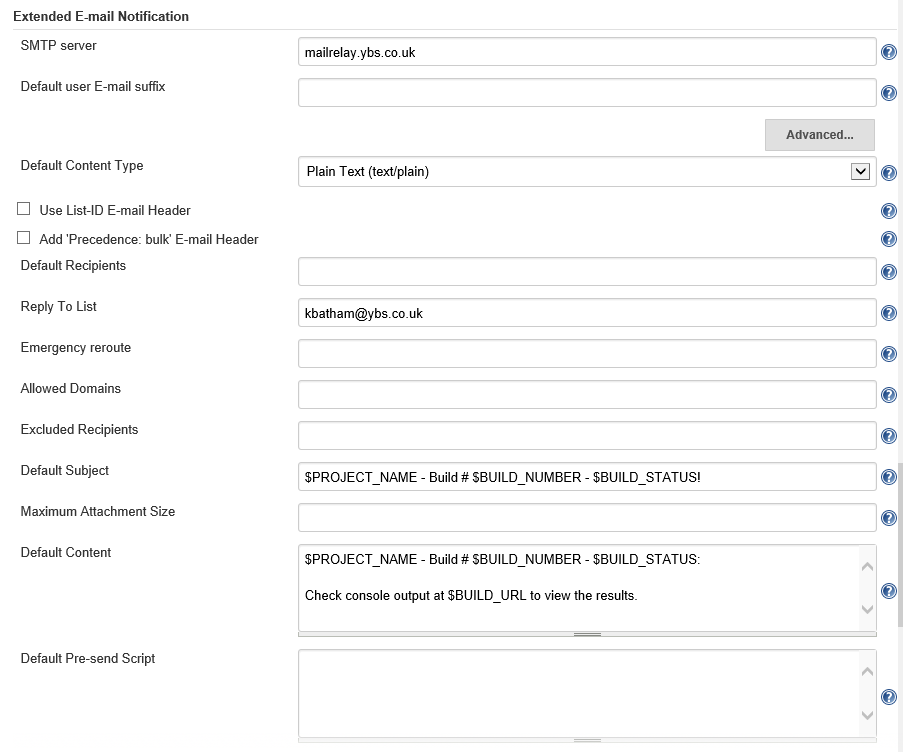 Extended E-mail Notification
SMTP server
mailrelay.ybs.co.uk
Default user E-mail suffix
Advanced...
Default Content Type
Plain Text (text/plain)
Use List-ID E-mail Header
Add 'Precedence: bulk' E-mail Header
Default Recipients
Reply To List
kbatham@ybs.co.uk
Emergency reroute
Allowed Domains
Excluded Recipients
Default Subject
$PROJECT_NAME - Build # $BUILD_NUMBER - $BUILD_STATUS!
Maximum Attachment Size
Default Content
$PROJECT_NAME - Build # $BUILD_NUMBER - $BUILD_STATUS:
Check console output at $BUILD_URL to view the results.
Default Pre-send Script